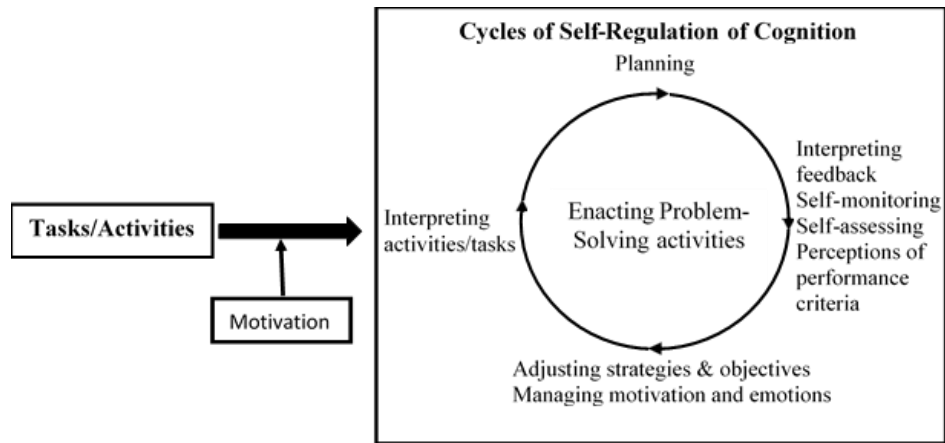 Cycles of Self-Regulation of Cognition
Planning
Interpreting
feedback
Self-monitoring
Self-assessing
Perceptions of
performance
criteria
Enacting Problem-
Solving activities
Interpreting
activities/tasks
Tasks/Activities
Motivation
Adjusting strategies & objectives
Managing motivation and emotions